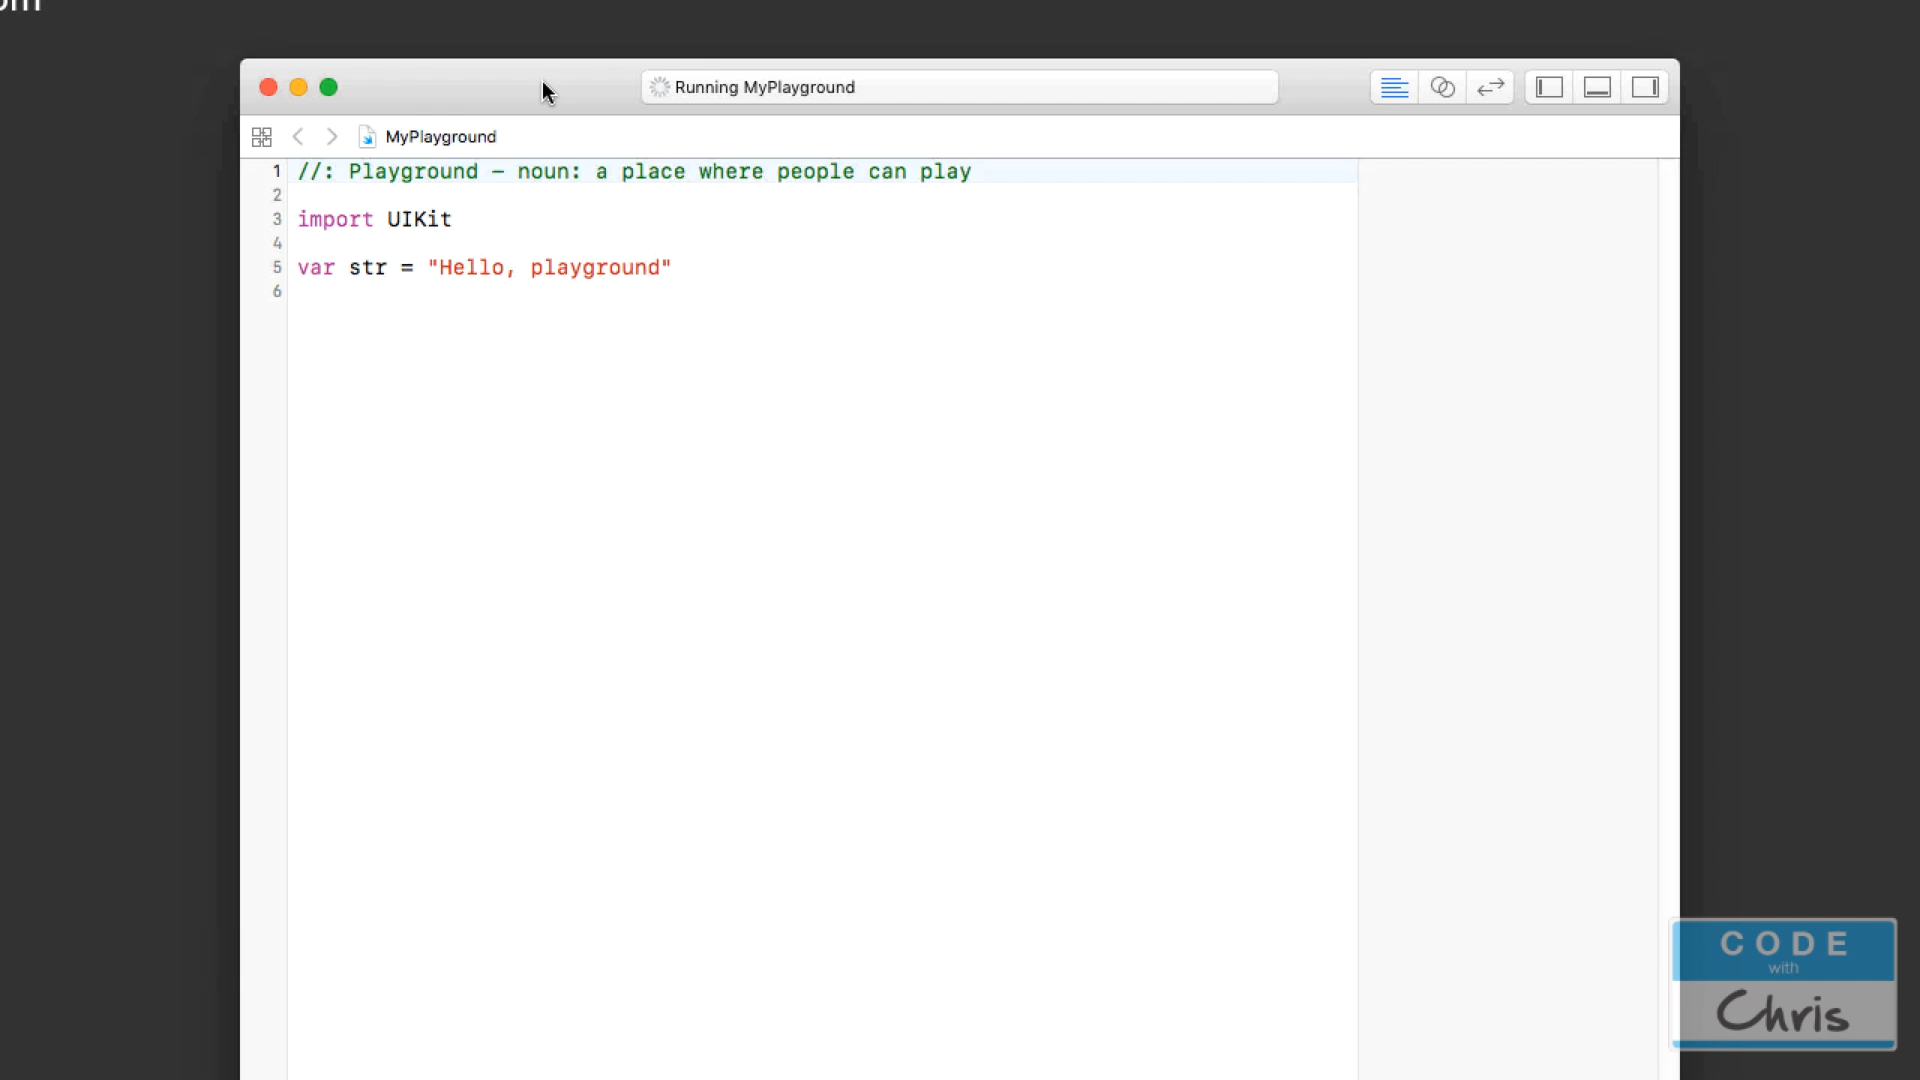 Running MyPlayground
MyPlayground
1 //: Playground – noun: a place where people can play
2
3 import UIKit
4
5 var str = "Hello, playground"
6
CODE
with
Chris